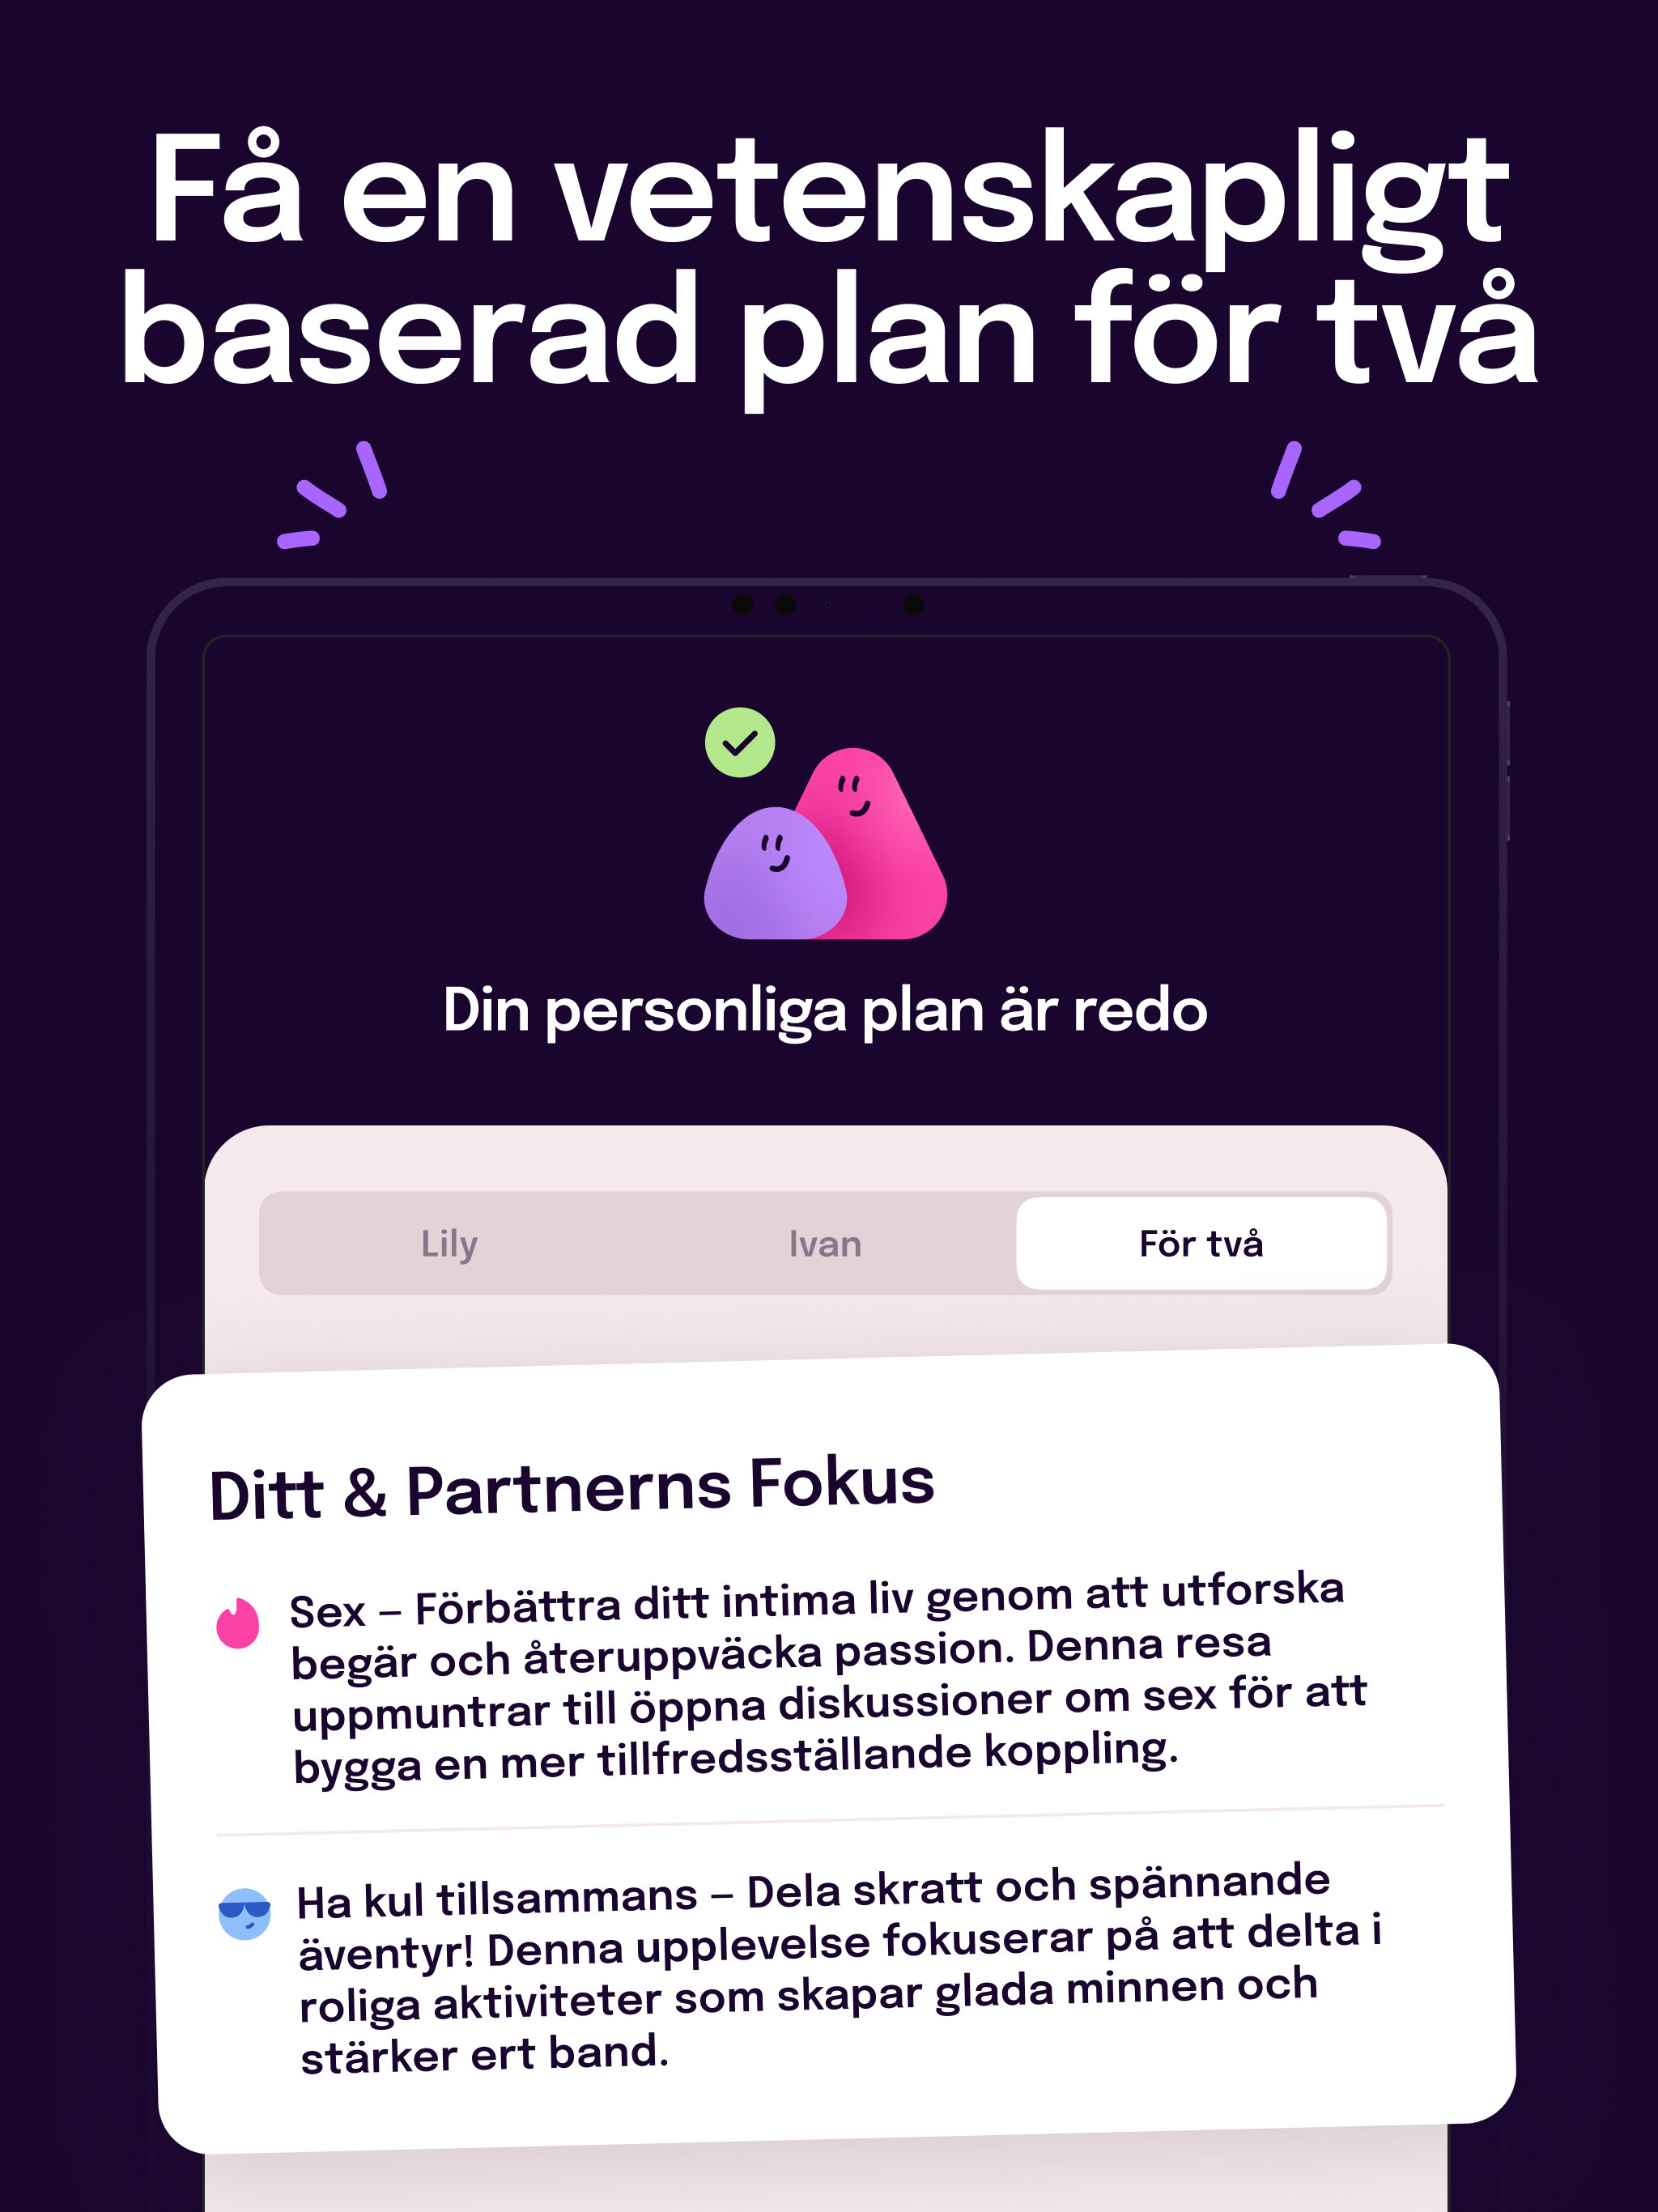 Få en vetenskapligt
baserad plan för två
Din personliga plan är redo
Lily
Ivan
För två
Ditt & Partnerns Fokus
Sex – Förbättra ditt intima liv genom att utforska
begär och återuppväcka passion. Denna resa
uppmuntrar till öppna diskussioner om sex för att
bygga en mer tillfredsställande koppling.
Ha kul tillsammans – Dela skratt och spännande
äventyr! Denna upplevelse fokuserar på att delta i
roliga aktiviteter som skapar glada minnen och
stärker ert band.